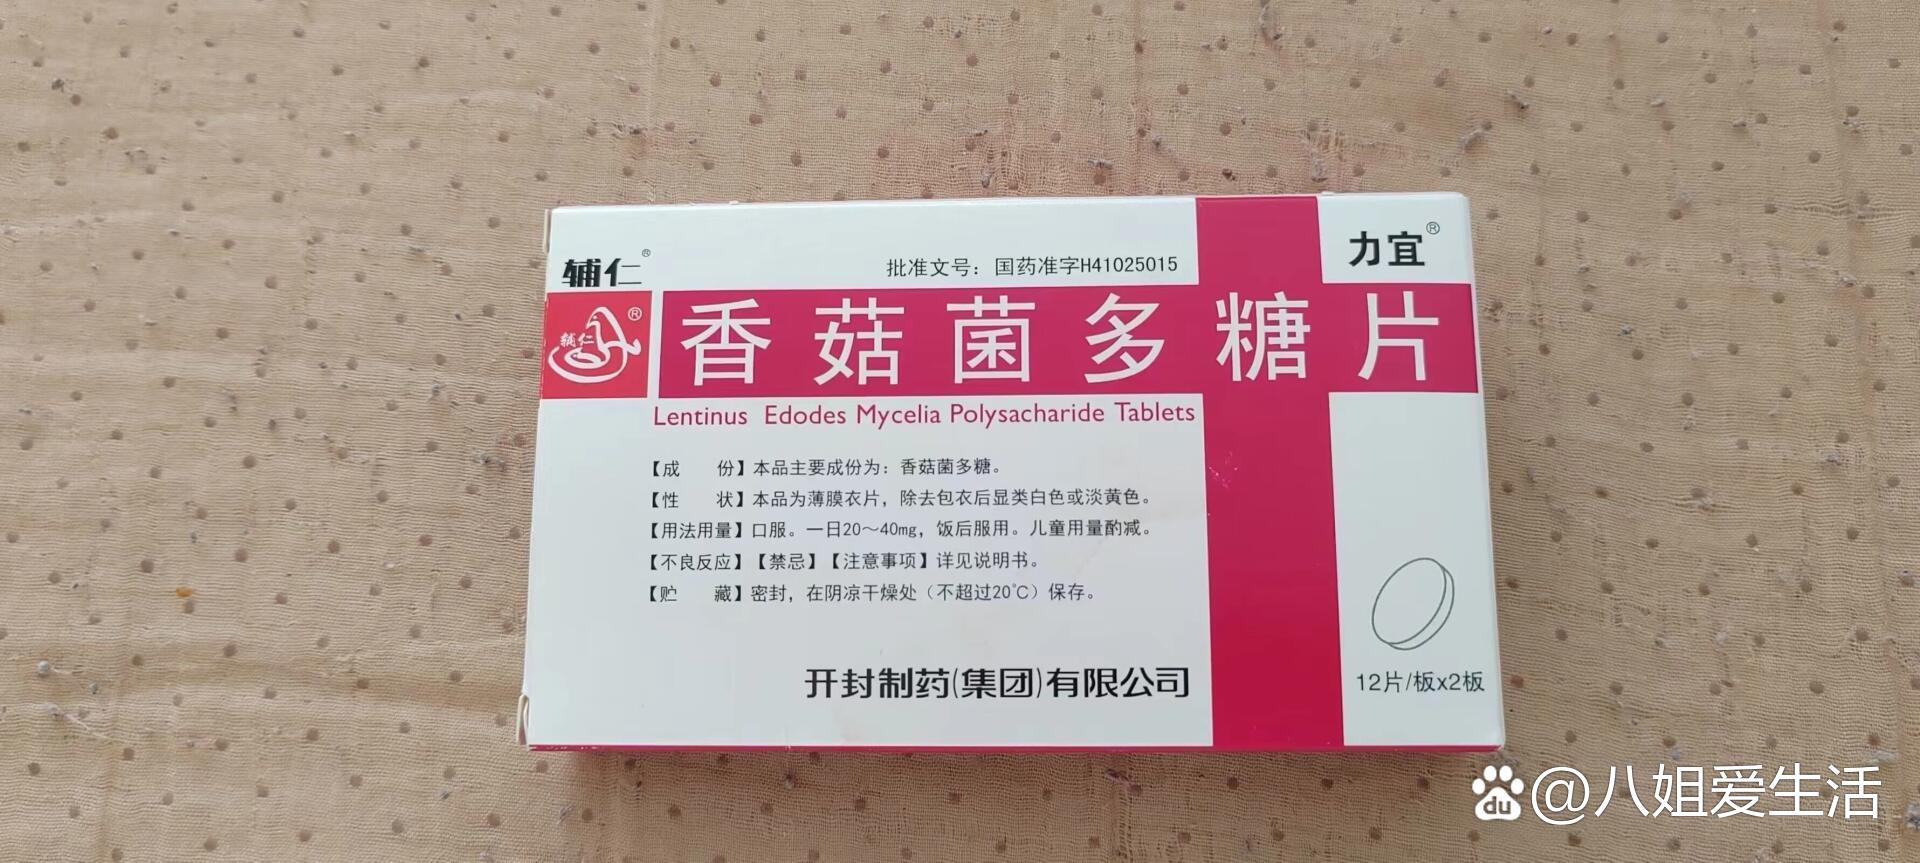 辅仁®
批准文号：国药准字H41025015
力宜®
辅仁®
香菇菌多糖片
Lentinus Edodes Mycelia Polysacharide Tablets
【成　份】本品主要成份为：香菇菌多糖。
【性　状】本品为薄膜衣片，除去包衣后显类白色或淡黄色。
【用法用量】口服。一日20～40mg，饭后服用。儿童用量酌减。
【不良反应】【禁忌】【注意事项】详见说明书。
【贮　藏】密封，在阴凉干燥处（不超过20℃）保存。
开封制药(集团)有限公司
12片/板x2板
du @八姐爱生活